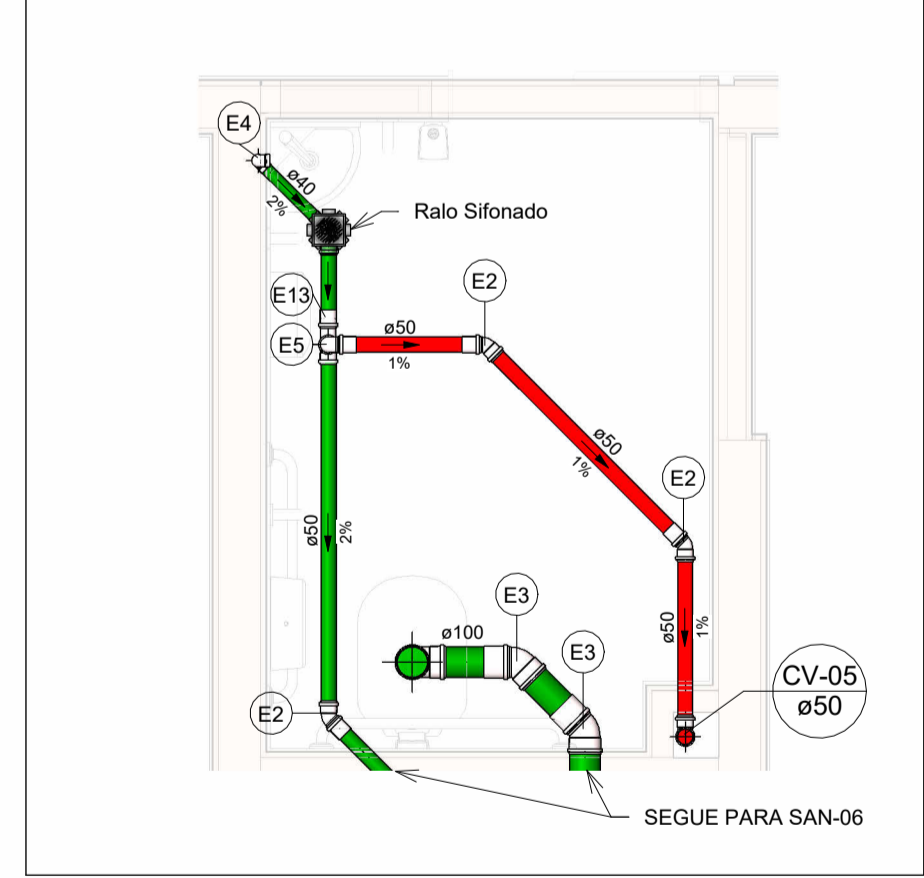 E4
ø40
2%
Ralo Sifonado
E13
E2
E5
ø50
1%
ø50
1%
E2
ø50
2%
E3
ø100
ø50
1%
E3
CV-05
ø50
E2
SEGUE PARA SAN-06